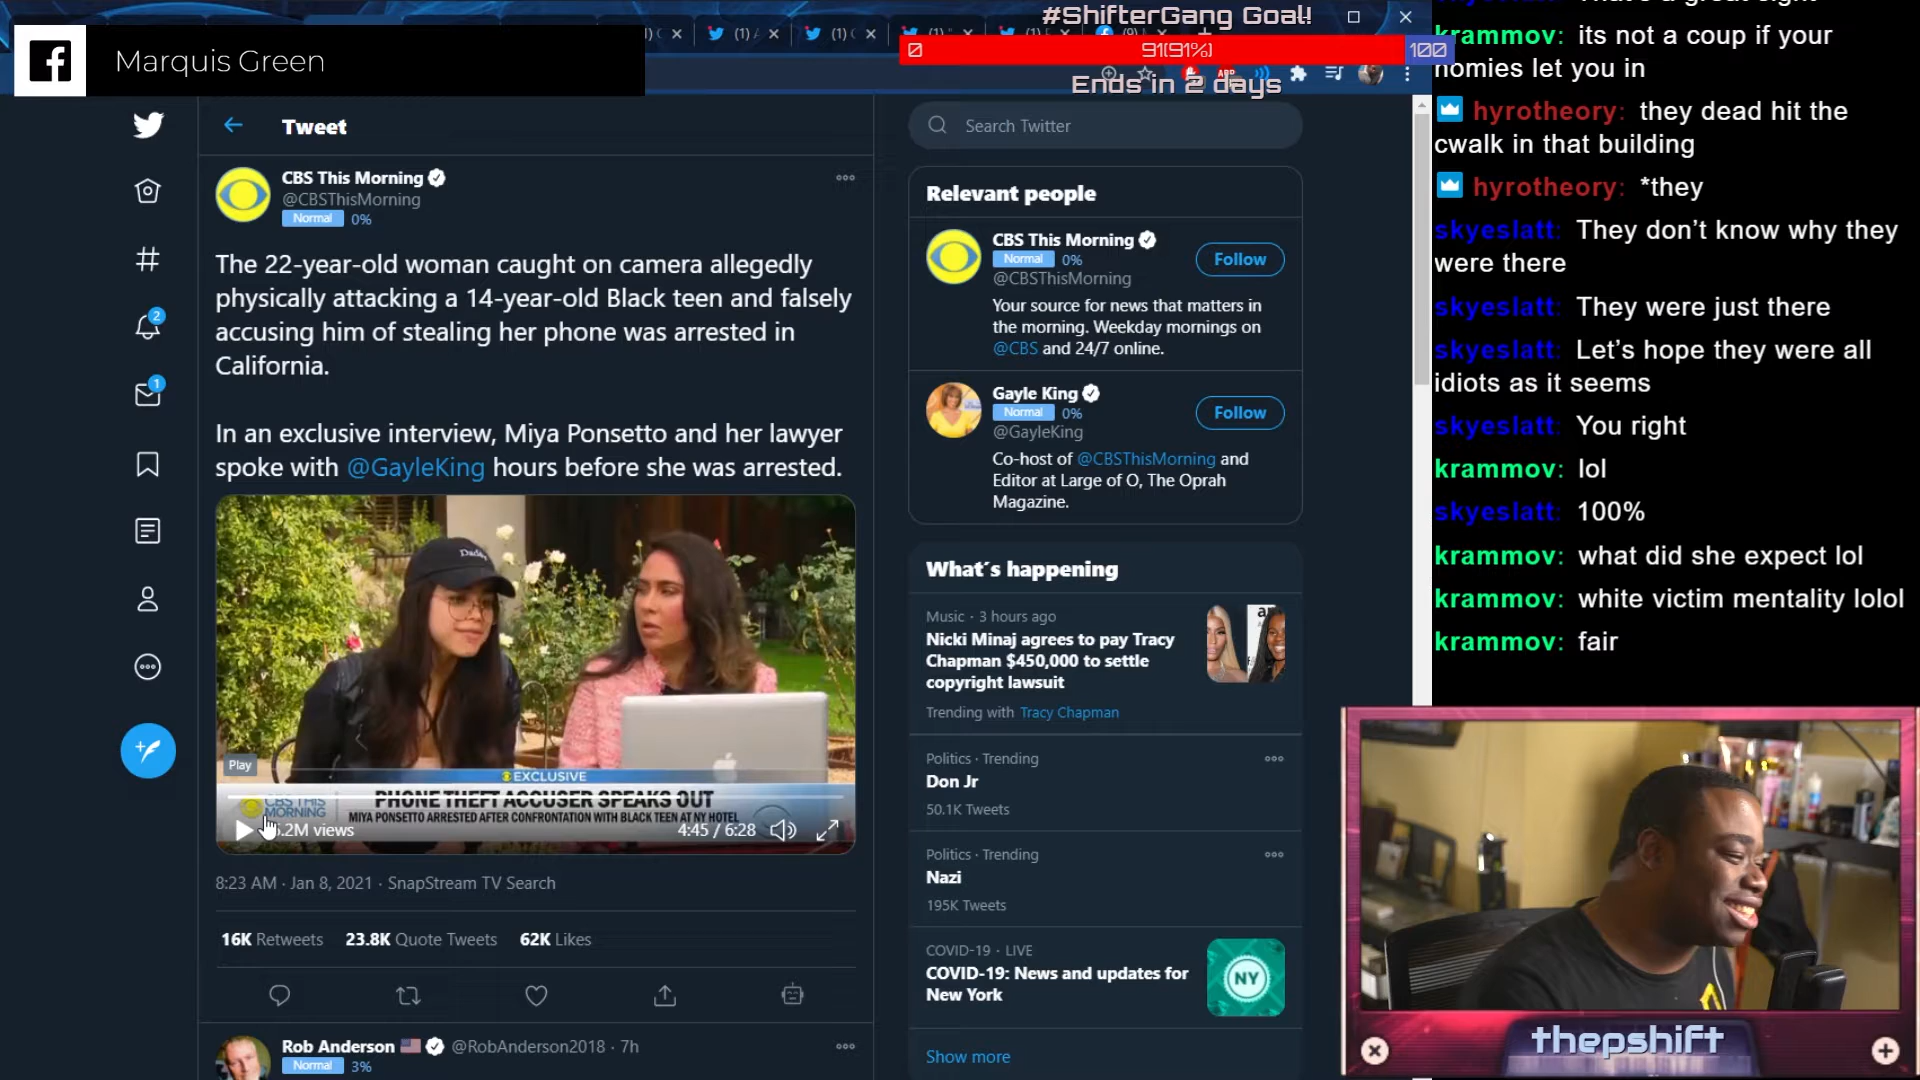 #ShifterGang Goal!
0
91(91%)
100
Ends in 2 days
Marquis Green
Tweet
Search Twitter
CBS This Morning
@CBSThisMorning
Normal 0%
The 22-year-old woman caught on camera allegedly
physically attacking a 14-year-old Black teen and falsely
accusing him of stealing her phone was arrested in
California.
In an exclusive interview, Miya Ponsetto and her lawyer
spoke with @GayleKing hours before she was arrested.
Play
EXCLUSIVE
CBS THIS
MORNING
PHONE THEFT ACCUSER SPEAKS OUT
MIYA PONSETTO ARRESTED AFTER CONFRONTATION WITH BLACK TEEN AT NY HOTEL
.2M views
4:45 / 6:28
8:23 AM · Jan 8, 2021 · SnapStream TV Search
16K Retweets 23.8K Quote Tweets 62K Likes
Rob Anderson @RobAnderson2018 · 7h
Normal 3%
2
1
Relevant people
CBS This Morning
Normal 0%
@CBSThisMorning
Follow
Your source for news that matters in
the morning. Weekday mornings on
@CBS and 24/7 online.
Gayle King
Normal 0%
@GayleKing
Follow
Co-host of @CBSThisMorning and
Editor at Large of O, The Oprah
Magazine.
What's happening
Music · 3 hours ago
Nicki Minaj agrees to pay Tracy
Chapman $450,000 to settle
copyright lawsuit
Trending with Tracy Chapman
Politics · Trending
Don Jr
50.1K Tweets
Politics · Trending
Nazi
195K Tweets
COVID-19 · LIVE
COVID-19: News and updates for
New York
NY
Show more
krammov: its not a coup if your
homies let you in
hyrotheory: they dead hit the
cwalk in that building
hyrotheory: *they
skyeslatt: They don't know why they
were there
skyeslatt: They were just there
skyeslatt: Let's hope they were all
idiots as it seems
skyeslatt: You right
krammov: lol
skyeslatt: 100%
krammov: what did she expect lol
krammov: white victim mentality lolol
krammov: fair
thepshift